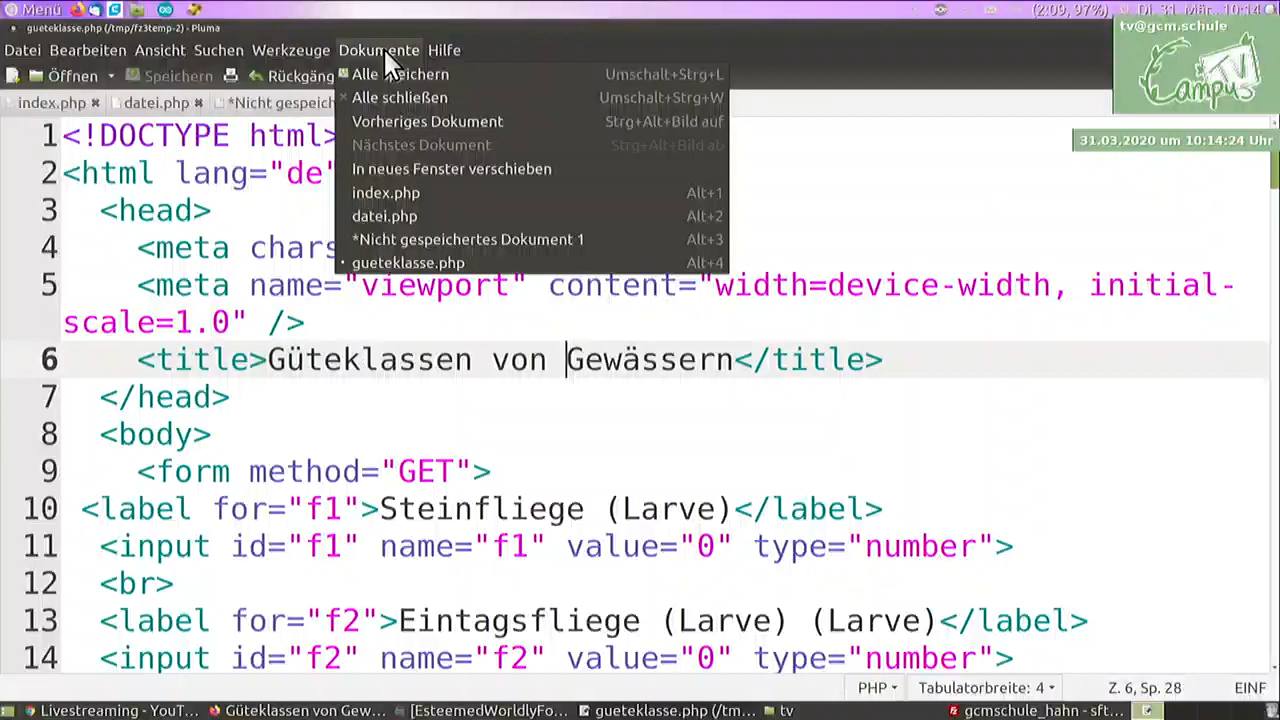 Menü (2:09, 97%) Di 31. Mär, 10:14
gueteklasse.php (/tmp/fz3temp-2) - Pluma
Datei Bearbeiten Ansicht Suchen Werkzeuge Dokumente Hilfe
Öffnen Speichern Rückgäng
index.php datei.php *Nicht gespeich
Alle speichern Umschalt+Strg+L
Alle schließen Umschalt+Strg+W
Vorheriges Dokument Strg+Alt+Bild auf
Nächstes Dokument Strg+Alt+Bild ab
In neues Fenster verschieben
index.php Alt+1
datei.php Alt+2
*Nicht gespeichertes Dokument 1 Alt+3
gueteklasse.php Alt+4
tv@gcm.schule
Campus TV
31.03.2020 um 10:14:24 Uhr
1 <!DOCTYPE html>
2 <html lang="de"
3 <head>
4 <meta chars
5 <meta name="viewport" content="width=device-width, initial-
scale=1.0" />
6 <title>Güteklassen von Gewässern</title>
7 </head>
8 <body>
9 <form method="GET">
10 <label for="f1">Steinfliege (Larve)</label>
11 <input id="f1" name="f1" value="0" type="number">
12 <br>
13 <label for="f2">Eintagsfliege (Larve) (Larve)</label>
14 <input id="f2" name="f2" value="0" type="number">
PHP Tabulatorbreite: 4 Z. 6, Sp. 28 EINF
Livestreaming - YouT... Güteklassen von Gew... [EsteemedWorldlyFo... gueteklasse.php (/tm... tv gcmschule_hahn - sft...